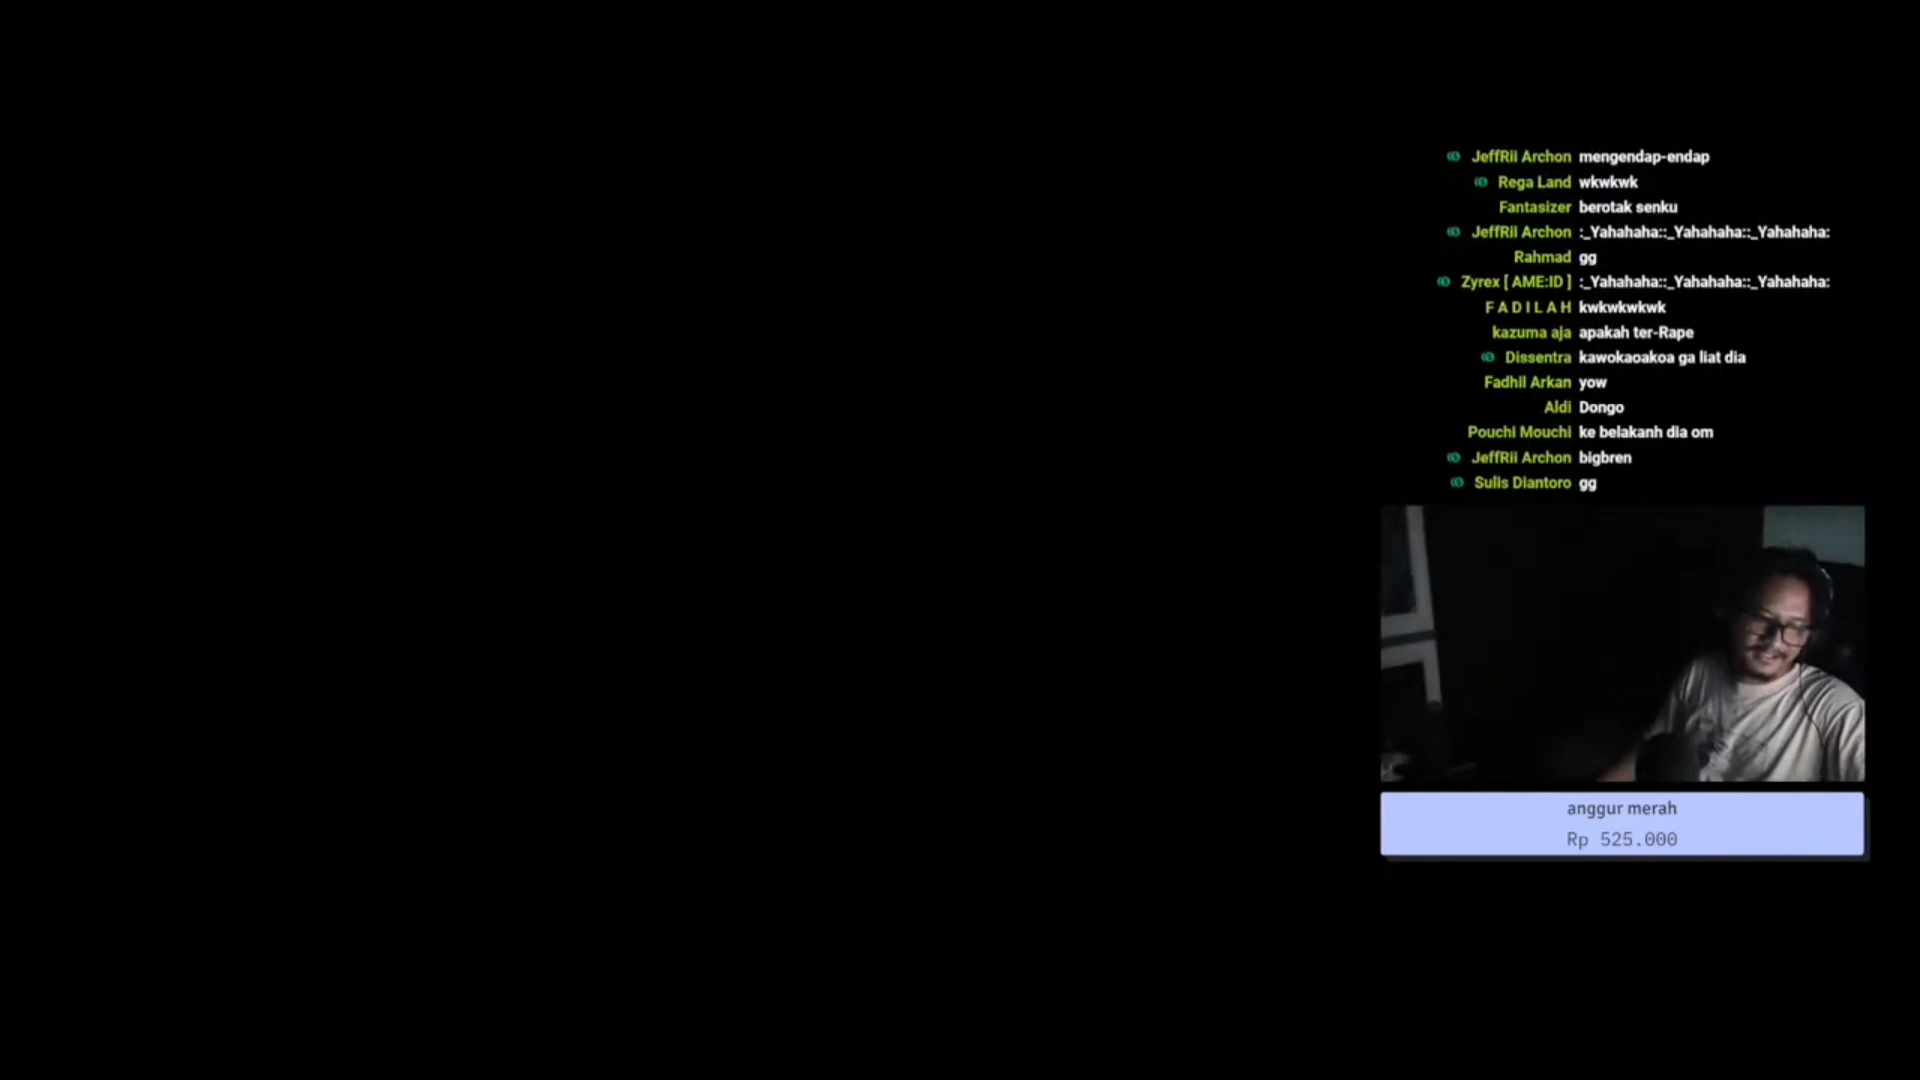 JeffRii Archon mengendap-endap
Rega Land wkwkwk
Fantasizer berotak senku
JeffRii Archon :_Yahahaha::_Yahahaha::_Yahahaha:
Rahmad gg
Zyrex [ AME:ID ] :_Yahahaha::_Yahahaha::_Yahahaha:
F A D I L A H kwkwkwkwk
kazuma aja apakah ter-Rape
Dissentra kawokaoakoa ga liat dia
Fadhil Arkan yow
Aldi Dongo
Pouchi Mouchi ke belakanh dia om
JeffRii Archon bigbren
Sulis Diantoro gg
anggur merah
Rp 525.000